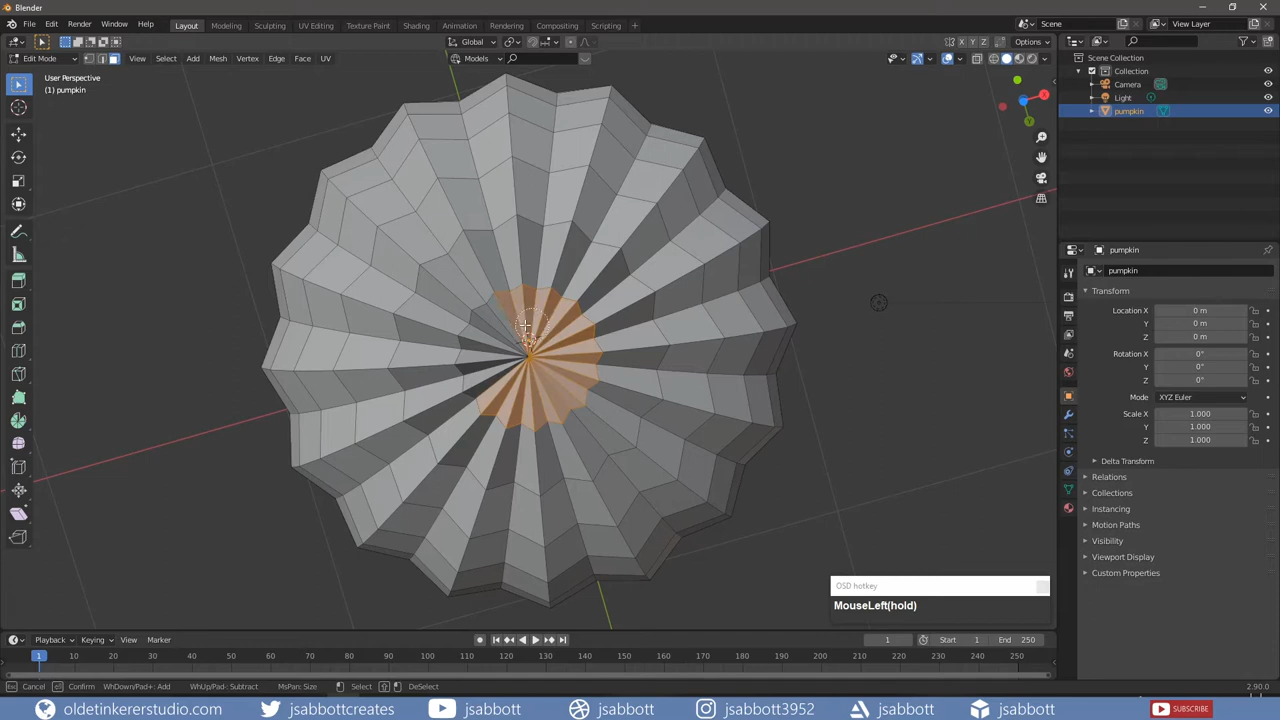 Blender
File Edit Render Window Help Layout Modeling Sculpting UV Editing Texture Paint Shading Animation Rendering Compositing Scripting + Scene View Layer
Global X Y Z Options
Edit Mode View Select Add Mesh Vertex Edge Face UV Models
User Perspective
(1) pumpkin
X
Y
Scene Collection
Collection
Camera
Light
pumpkin
pumpkin
pumpkin
Transform
Location X 0 m
Y 0 m
Z 0 m
Rotation X 0°
Y 0°
Z 0°
Mode XYZ Euler
Scale X 1.000
Y 1.000
Z 1.000
Delta Transform
Relations
Collections
Instancing
Motion Paths
Visibility
Viewport Display
Custom Properties
OSD hotkey
MouseLeft(hold)
Playback Keying View Marker 1 Start 1 End 250
1 10 20 30 40 50 60 70 80 90 100 110 120 130 140 150 160 170 180 190 200 210 220 230 240 250
Cancel Confirm WhDown/Pad+: Add WhUp/Pad-: Subtract MsPan: Size Select DeSelect 2.90.0
oldetinkererstudio.com jsabbottcreates jsabbott jsabbott jsabbott3952 jsabbott jsabbott SUBSCRIBE